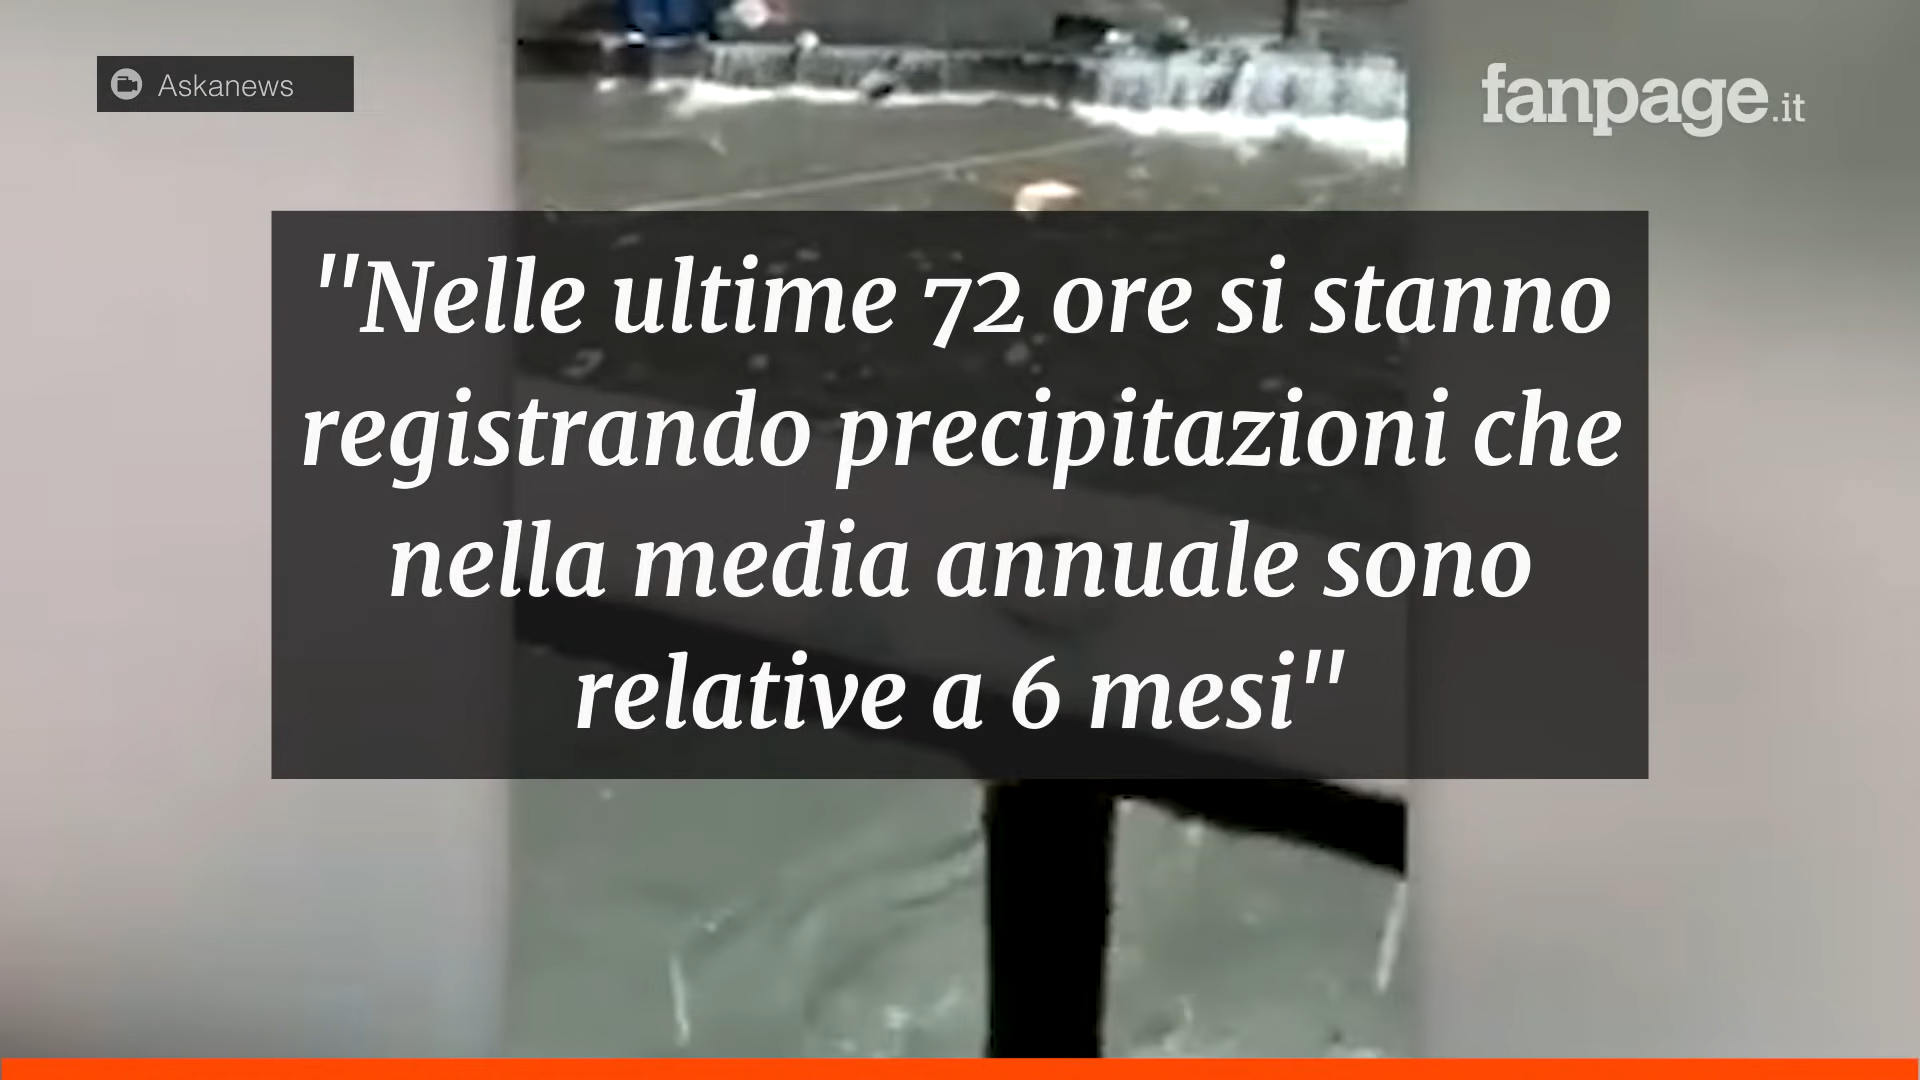 Askanews
fanpage.it
"Nelle ultime 72 ore si stanno
registrando precipitazioni che
nella media annuale sono
relative a 6 mesi"